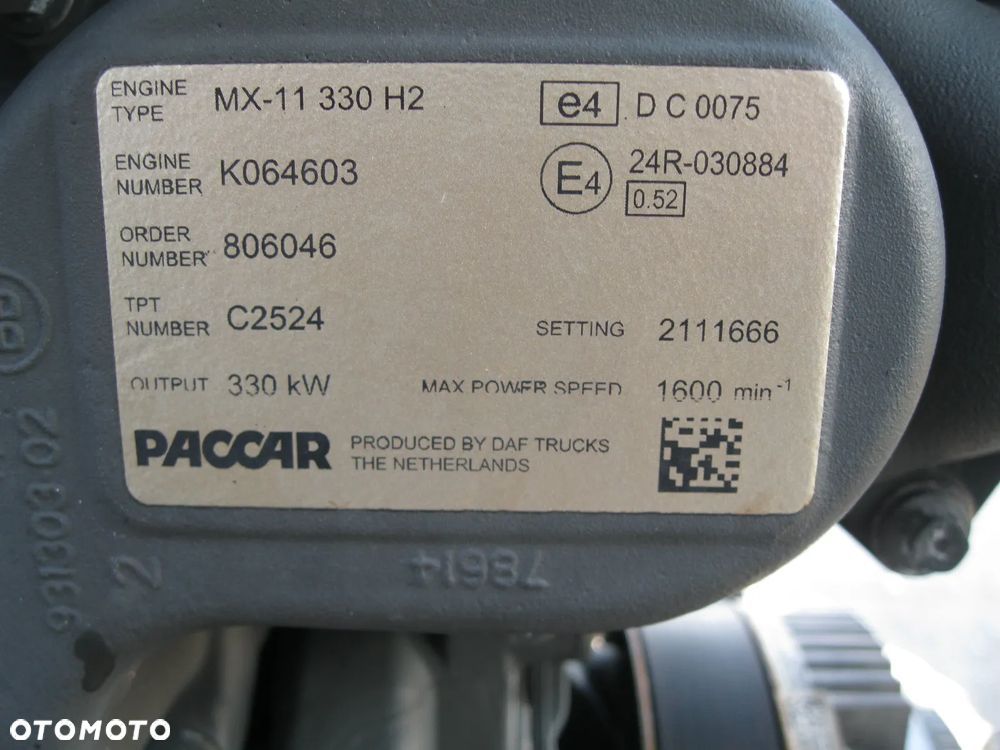 ENGINE TYPE MX-11 330 H2
e4 D C 0075
ENGINE NUMBER K064603
E4 24R-030884
0.52
ORDER NUMBER 806046
TPT NUMBER C2524
SETTING 2111666
OUTPUT 330 kW MAX POWER SPEED 1600 min⁻¹
PACCAR PRODUCED BY DAF TRUCKS
THE NETHERLANDS
78614
2
OTOMOTO